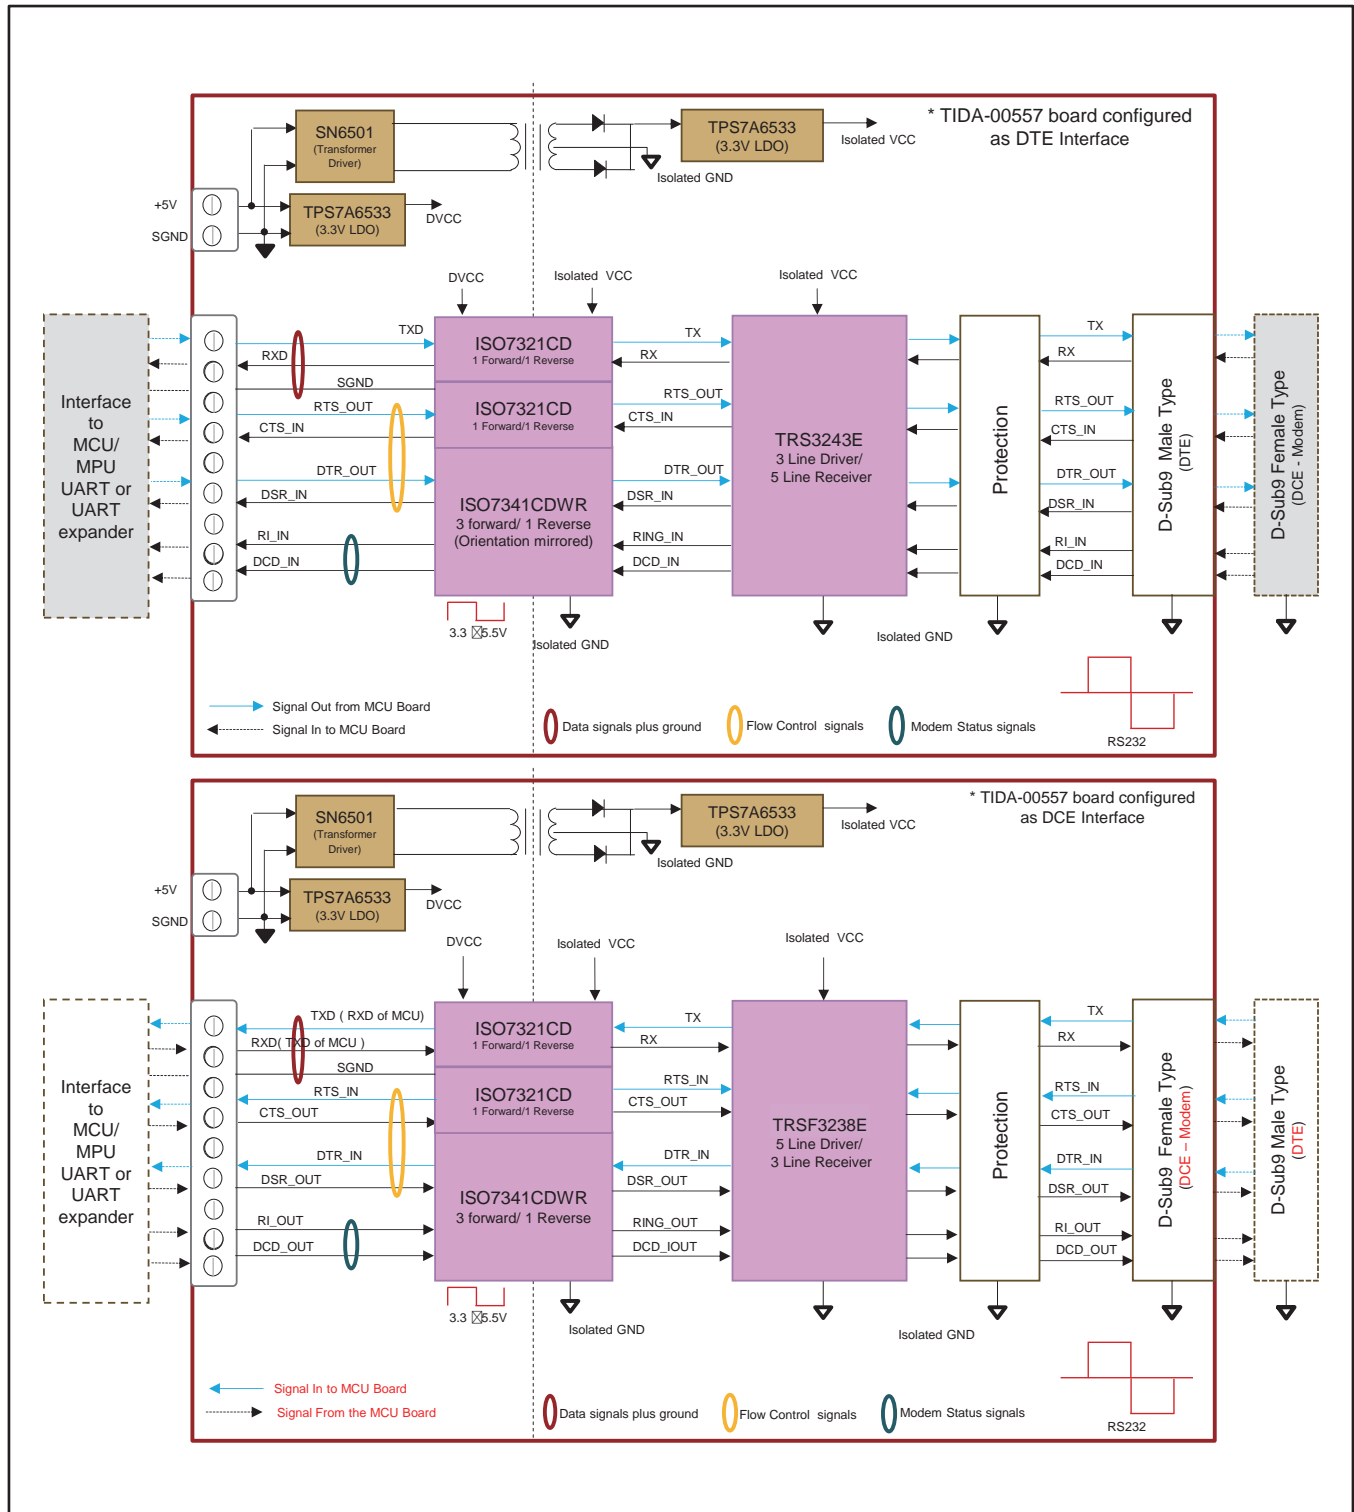 * TIDA-00557 board configured
as DTE Interface
SN6501
(Transformer
Driver)
TPS7A6533
(3.3V LDO)
Isolated VCC
Isolated GND
+5V
SGND
TPS7A6533
(3.3V LDO)
DVCC
DVCC
Isolated VCC
Isolated VCC
Interface
to
MCU/
MPU
UART or
UART
expander
TXD
RXD
SGND
RTS_OUT
CTS_IN
DTR_OUT
DSR_IN
RI_IN
DCD_IN
ISO7321CD
1 Forward/1 Reverse
ISO7321CD
1 Forward/1 Reverse
ISO7341CDWR
3 forward/ 1 Reverse
(Orientation mirrored)
TX
RX
RTS_OUT
CTS_IN
DTR_OUT
DSR_IN
RING_IN
DCD_IN
TRS3243E
3 Line Driver/
5 Line Receiver
Protection
TX
RX
RTS_OUT
CTS_IN
DTR_OUT
DSR_IN
RI_IN
DCD_IN
D-Sub9 Male Type
(DTE)
D-Sub9 Female Type
(DCE - Modem)
3.3 5.5V
Isolated GND
Isolated GND
Signal Out from MCU Board
Signal In to MCU Board
Data signals plus ground
Flow Control signals
Modem Status signals
RS232
* TIDA-00557 board configured
as DCE Interface
SN6501
(Transformer
Driver)
TPS7A6533
(3.3V LDO)
Isolated VCC
Isolated GND
+5V
SGND
TPS7A6533
(3.3V LDO)
DVCC
DVCC
Isolated VCC
Isolated VCC
Interface
to
MCU/
MPU
UART or
UART
expander
TXD ( RXD of MCU)
RXD( TXD of MCU )
SGND
RTS_IN
CTS_OUT
DTR_IN
DSR_OUT
RI_OUT
DCD_OUT
ISO7321CD
1 Forward/1 Reverse
ISO7321CD
1 Forward/1 Reverse
ISO7341CDWR
3 forward/ 1 Reverse
TX
RX
RTS_IN
CTS_OUT
DTR_IN
DSR_OUT
RING_OUT
DCD_IOUT
TRSF3238E
5 Line Driver/
3 Line Receiver
Protection
TX
RX
RTS_IN
CTS_OUT
DTR_IN
DSR_OUT
RI_OUT
DCD_OUT
D-Sub9 Female Type
(DCE – Modem)
D-Sub9 Male Type
(DTE)
3.3 5.5V
Isolated GND
Isolated GND
Signal In to MCU Board
Signal From the MCU Board
Data signals plus ground
Flow Control signals
Modem Status signals
RS232